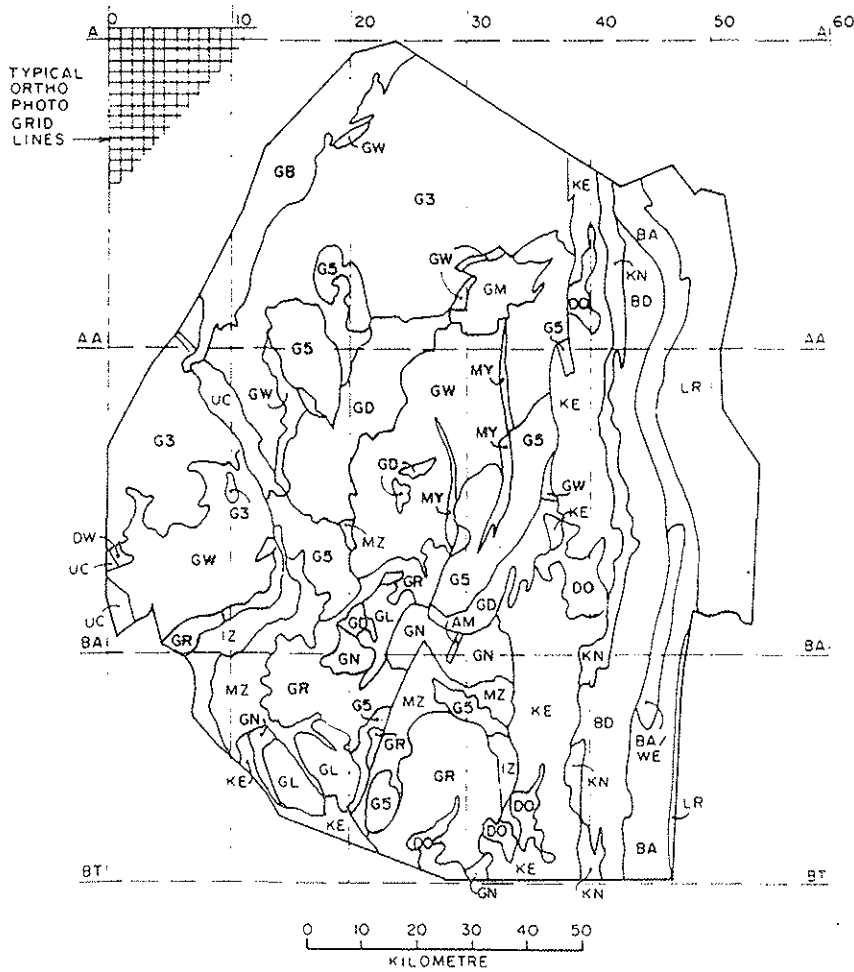 0 10 20 30 40 50 60
A A
TYPICAL
ORTHO
PHOTO
GRID
LINES
GW
GB
KE
G3
BA
GW
KN
G5
GM
BD
DO
G5
AA AA
G5
MY
UC
GW
GD
GW
KE
LR
G3
MY
G5
GD
G3
MY
GW
KE
DW
MZ
UC
GW
G5
GR
G5
DO
UC
GL
GD
GD
AM
BA GR IZ GN GN KN BA
GN
MZ
GR
MZ
G5
G5
KE
GN
BD
BA/
WE
GR
GL
GL
GR
IZ
KN
KE
G5
DO
LR
KE
DO
DO
BA
KE
BT BT
GN
KN
0 10 20 30 40 50
KILOMETRE